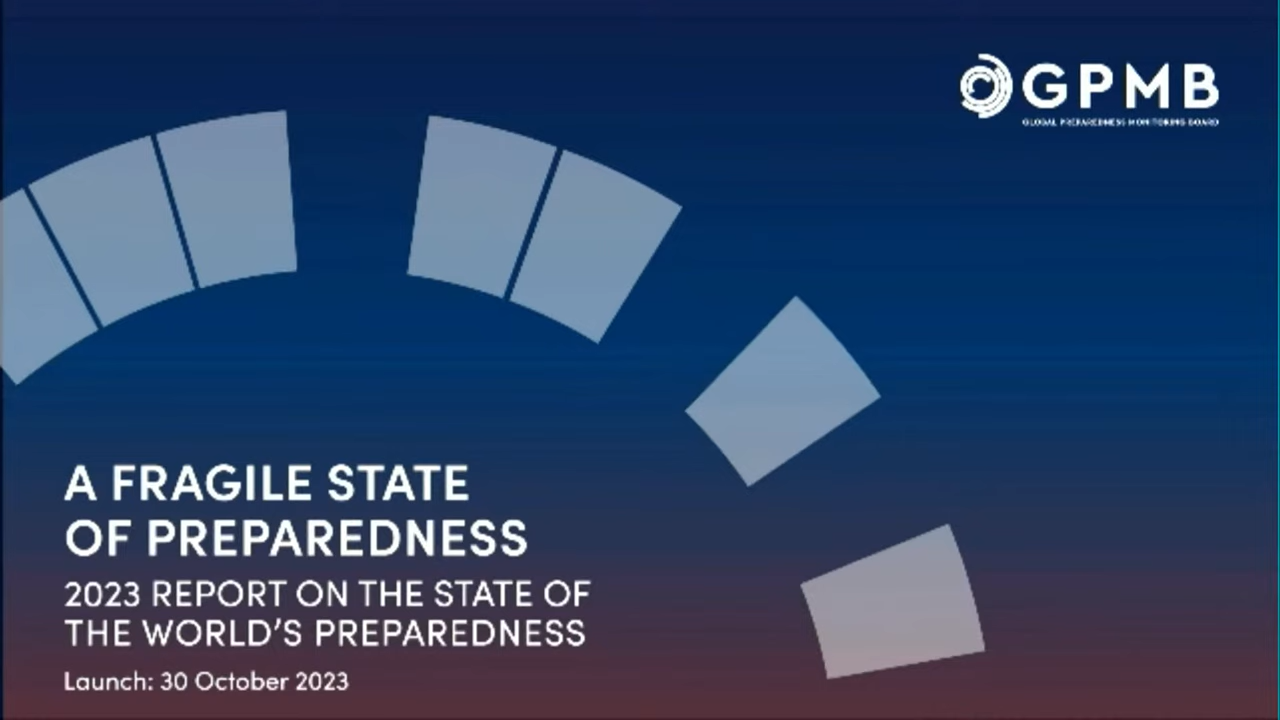 GPMB
GLOBAL PREPAREDNESS MONITORING BOARD
A FRAGILE STATE
OF PREPAREDNESS
2023 REPORT ON THE STATE OF
THE WORLD'S PREPAREDNESS
Launch: 30 October 2023